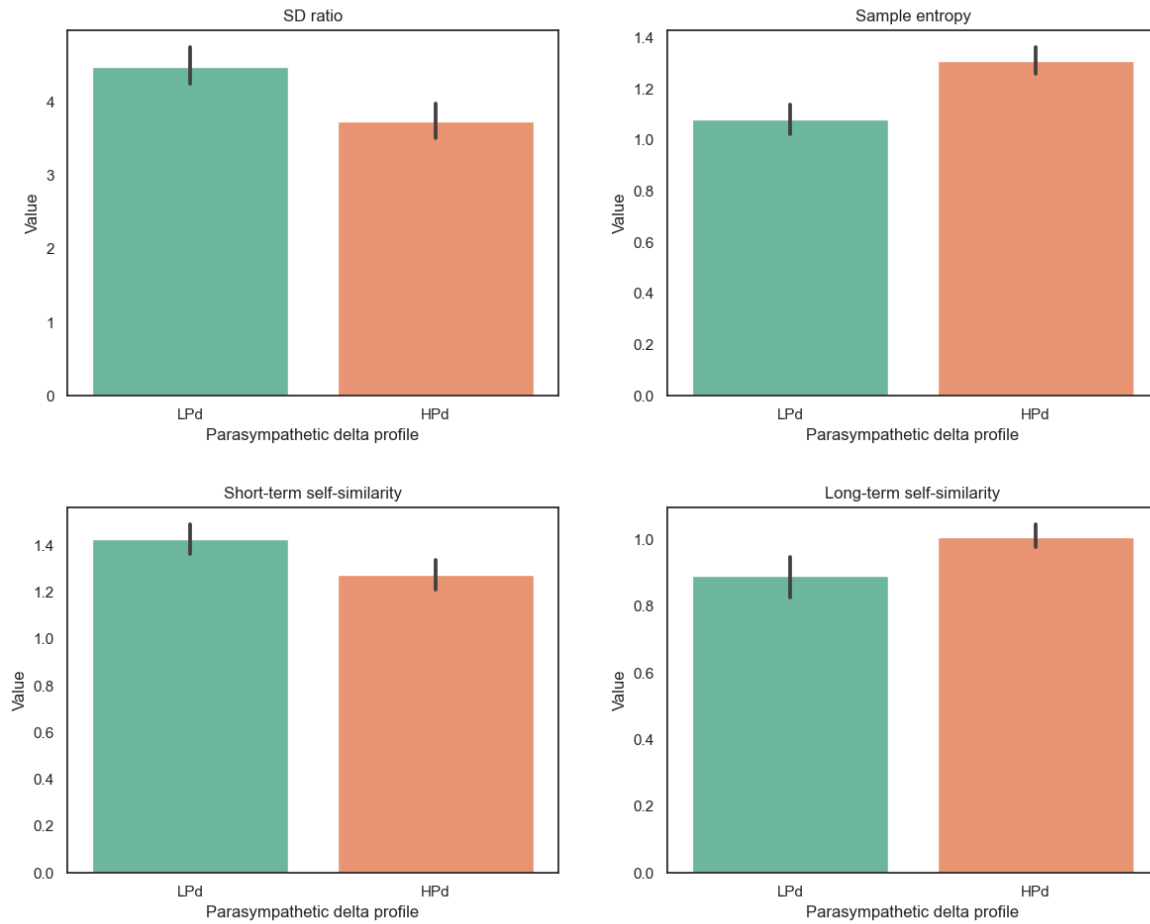 SD ratio
Value
4
3
2
1
0
LPd
HPd
Parasympathetic delta profile
Sample entropy
Value
1.4
1.2
1.0
0.8
0.6
0.4
0.2
0.0
LPd
HPd
Parasympathetic delta profile
Short-term self-similarity
Value
1.4
1.2
1.0
0.8
0.6
0.4
0.2
0.0
LPd
HPd
Parasympathetic delta profile
Long-term self-similarity
Value
1.0
0.8
0.6
0.4
0.2
0.0
LPd
HPd
Parasympathetic delta profile